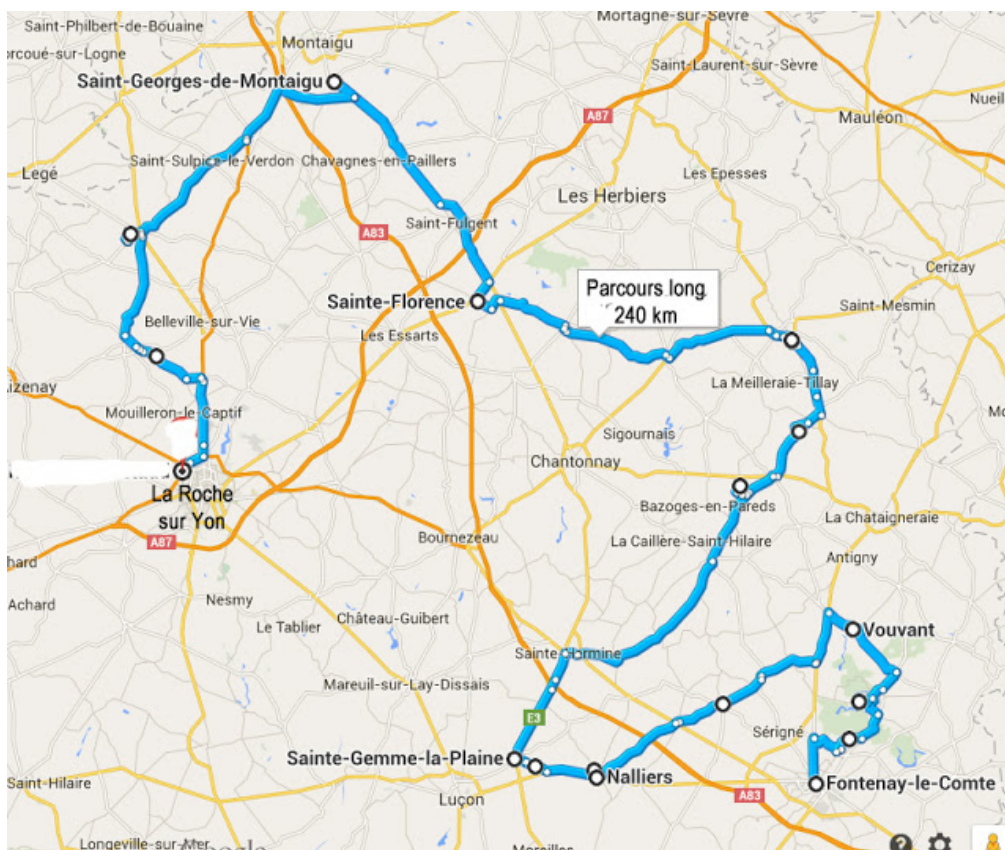 Mortagne-sur-Sèvre
Saint-Philbert-de-Bouaine
Montaigu
orcoué-sur-Logne
Saint-Laurent-sur-Sèvre
Saint-Georges-de-Montaigu
Nueil
A87
Mauléon
Saint-Sulpice-le-Verdon
Chavagnes-en-Paillers
Legé
Les Epesses
Les Herbiers
Saint-Fulgent
A83
Cerizay
Parcours long
240 km
Sainte-Florence
Saint-Mesmin
Belleville-sur-Vie
Les Essarts
izenay
La Meilleraie-Tillay
Mouilleron-le-Captif
Sigournais
Chantonnay
La Roche
sur Yon
Bazoges-en-Pareds
La Chataigneraie
A87
Bournezeau
La Caillère-Saint-Hilaire
Antigny
hard
Achard
Nesmy
Château-Guibert
Le Tablier
Vouvant
Sainte
Mareuil-sur-Lay-Dissais
E3
Sérigné
Sainte-Gemme-la-Plaine
Nalliers
Saint-Hilaire
Fontenay-le-Comte
Luçon
A83
Longeville-sur-Mer